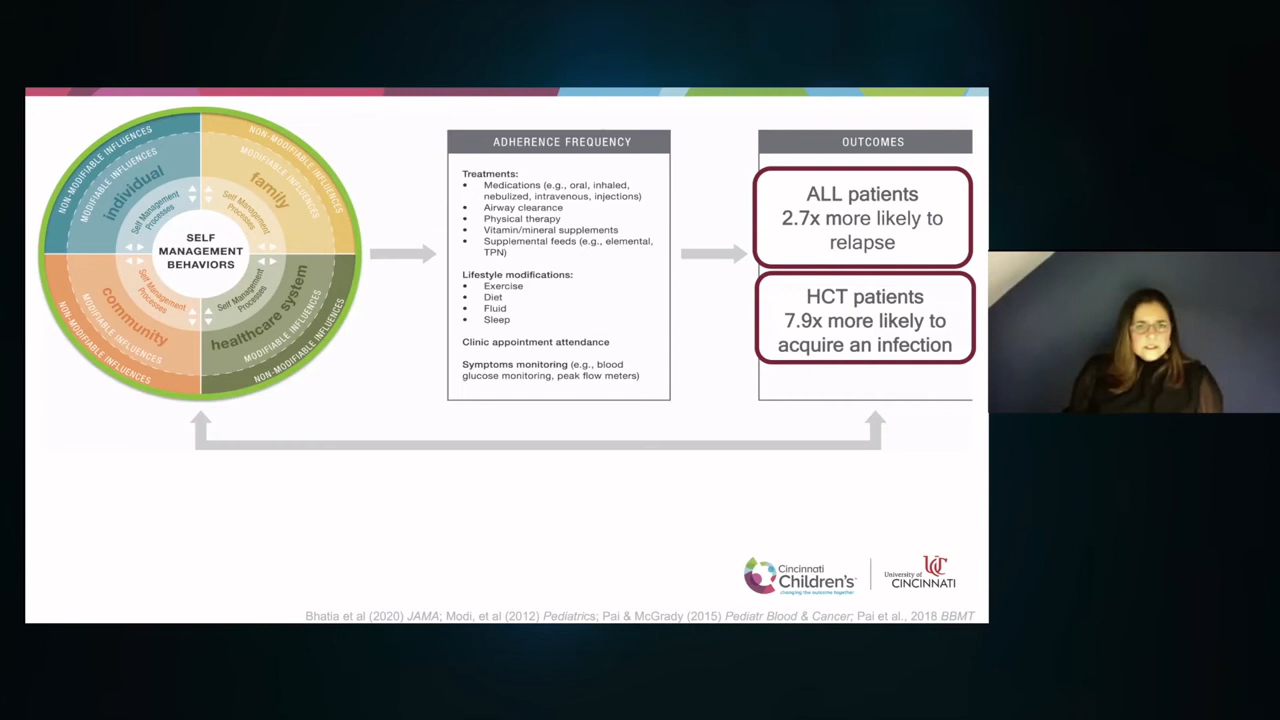 NON-MODIFIABLE INFLUENCES
MODIFIABLE INFLUENCES
individual
Self Management
Processes
NON-MODIFIABLE INFLUENCES
MODIFIABLE INFLUENCES
family
Self Management
Processes
SELF
MANAGEMENT
BEHAVIORS
Self Management
Processes
community
MODIFIABLE INFLUENCES
NON-MODIFIABLE INFLUENCES
Self Management
Processes
healthcare system
MODIFIABLE INFLUENCES
NON-MODIFIABLE INFLUENCES
ADHERENCE FREQUENCY
Treatments:
• Medications (e.g., oral, inhaled,
nebulized, intravenous, injections)
• Airway clearance
• Physical therapy
• Vitamin/mineral supplements
• Supplemental feeds (e.g., elemental,
TPN)
Lifestyle modifications:
• Exercise
• Diet
• Fluid
• Sleep
Clinic appointment attendance
Symptoms monitoring (e.g., blood
glucose monitoring, peak flow meters)
OUTCOMES
ALL patients
2.7x more likely to
relapse
HCT patients
7.9x more likely to
acquire an infection
Cincinnati
Children's
changing the outcome together
UC
University of
CINCINNATI
Bhatia et al (2020) JAMA; Modi, et al (2012) Pediatrics; Pai & McGrady (2015) Pediatr Blood & Cancer; Pai et al., 2018 BBMT